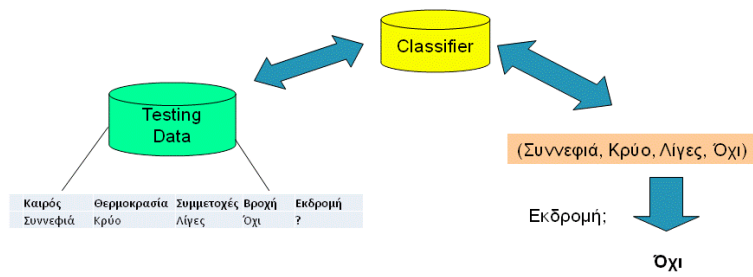 Classifier
Testing
Data
(Συννεφιά, Κρύο, Λίγες, Όχι)
Καιρός Θερμοκρασία Συμμετοχές Βροχή Εκδρομή
Συννεφιά Κρύο Λίγες Όχι ?
Εκδρομή;
Όχι